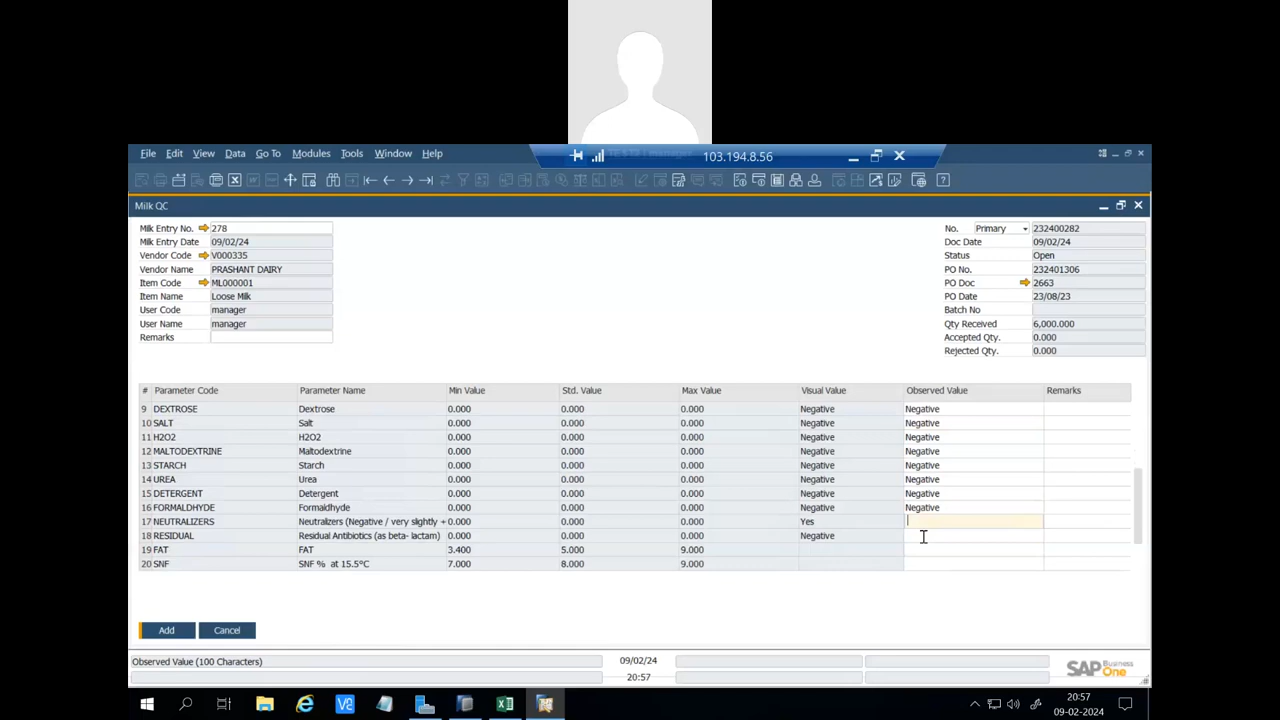 File Edit View Data Go To Modules Tools Window Help
103.194.8.56
Milk QC
Milk Entry No. 278
Milk Entry Date 09/02/24
Vendor Code V000335
Vendor Name PRASHANT DAIRY
Item Code ML000001
Item Name Loose Milk
User Code manager
User Name manager
Remarks
No. Primary 232400282
Doc Date 09/02/24
Status Open
PO No. 232401306
PO Doc 2663
PO Date 23/08/23
Batch No
Qty Received 6,000.000
Accepted Qty. 0.000
Rejected Qty. 0.000
# Parameter Code Parameter Name Min Value Std. Value Max Value Visual Value Observed Value Remarks
9 DEXTROSE Dextrose 0.000 0.000 0.000 Negative Negative
10 SALT Salt 0.000 0.000 0.000 Negative Negative
11 H2O2 H2O2 0.000 0.000 0.000 Negative Negative
12 MALTODEXTRINE Maltodextrine 0.000 0.000 0.000 Negative Negative
13 STARCH Starch 0.000 0.000 0.000 Negative Negative
14 UREA Urea 0.000 0.000 0.000 Negative Negative
15 DETERGENT Detergent 0.000 0.000 0.000 Negative Negative
16 FORMALDHYDE Formaldhyde 0.000 0.000 0.000 Negative Negative
17 NEUTRALIZERS Neutralizers (Negative / very slightly + 0.000 0.000 0.000 Yes
18 RESIDUAL Residual Antibiotics (as beta- lactam) 0.000 0.000 0.000 Negative
19 FAT FAT 3.400 5.000 9.000
20 SNF SNF % at 15.5°C 7.000 8.000 9.000
Add Cancel
Observed Value (100 Characters) 09/02/24
20:57
SAP Business One
20:57
09-02-2024